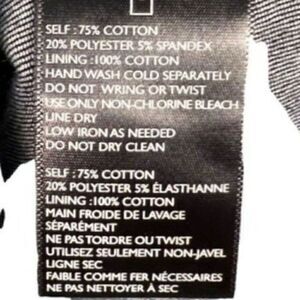 SELF : 75% COTTON
20% POLYESTER 5% SPANDEX
LINING :100% COTTON
HAND WASH COLD SEPARATELY
DO NOT WRING OR TWIST
USE ONLY NON-CHLORINE BLEACH
LINE DRY
LOW IRON AS NEEDED
DO NOT DRY CLEAN
SELF : 75% COTTON
20% POLYESTER 5% ÉLASTHANNE
LINING :100% COTTON
MAIN FROIDE DE LAVAGE
SÉPARÉMENT
NE PAS TORDRE OU TWIST
UTILISEZ SEULEMENT NON-JAVEL
LIGNE SEC
FAIBLE COMME FER NÉCESSAIRES
NE PAS NETTOYER À SEC